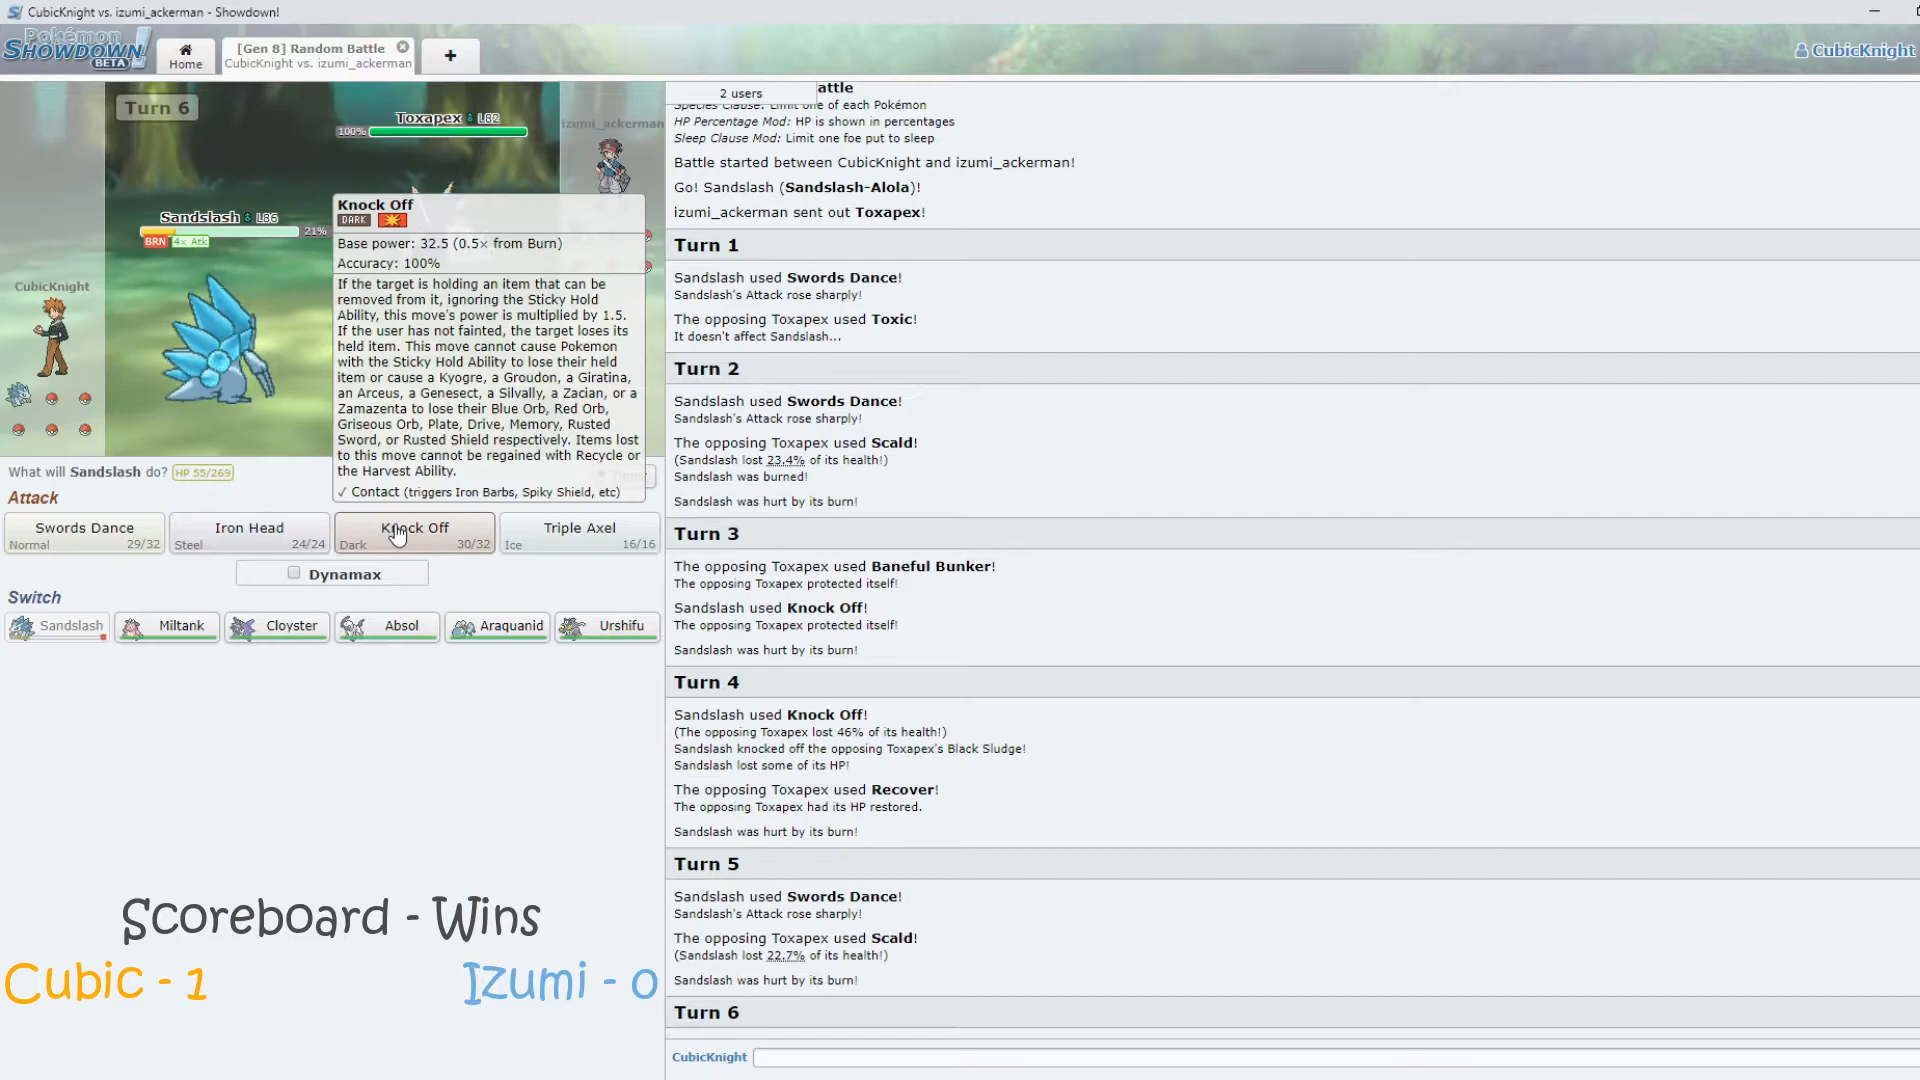 CubicKnight vs. izumi_ackerman - Showdown!
Pokémon
SHOWDOWN!
BETA
Home
[Gen 8] Random Battle
CubicKnight vs. izumi_ackerman
+
CubicKnight
Turn 6
Toxapex L82
100%
izumi_ackerman
Sandslash L86
21%
BRN 4x Atk
CubicKnight
Knock Off
DARK
Base power: 32.5 (0.5× from Burn)
Accuracy: 100%
If the target is holding an item that can be
removed from it, ignoring the Sticky Hold
Ability, this move's power is multiplied by 1.5.
If the user has not fainted, the target loses its
held item. This move cannot cause Pokemon
with the Sticky Hold Ability to lose their held
item or cause a Kyogre, a Groudon, a Giratina,
an Arceus, a Genesect, a Silvally, a Zacian, or a
Zamazenta to lose their Blue Orb, Red Orb,
Griseous Orb, Plate, Drive, Memory, Rusted
Sword, or Rusted Shield respectively. Items lost
to this move cannot be regained with Recycle or
the Harvest Ability.
✓ Contact (triggers Iron Barbs, Spiky Shield, etc)
What will Sandslash do? HP 55/269
Attack
Swords Dance
Normal 29/32
Iron Head
Steel 24/24
Knock Off
Dark 30/32
Triple Axel
Ice 16/16
Dynamax
Switch
Sandslash
Miltank
Cloyster
Absol
Araquanid
Urshifu
Scoreboard - Wins
Cubic - 1
Izumi - 0
2 users
attle
Species Clause: Limit one of each Pokémon
HP Percentage Mod: HP is shown in percentages
Sleep Clause Mod: Limit one foe put to sleep
Battle started between CubicKnight and izumi_ackerman!
Go! Sandslash (Sandslash-Alola)!
izumi_ackerman sent out Toxapex!
Turn 1
Sandslash used Swords Dance!
Sandslash's Attack rose sharply!
The opposing Toxapex used Toxic!
It doesn't affect Sandslash...
Turn 2
Sandslash used Swords Dance!
Sandslash's Attack rose sharply!
The opposing Toxapex used Scald!
(Sandslash lost 23.4% of its health!)
Sandslash was burned!
Sandslash was hurt by its burn!
Turn 3
The opposing Toxapex used Baneful Bunker!
The opposing Toxapex protected itself!
Sandslash used Knock Off!
The opposing Toxapex protected itself!
Sandslash was hurt by its burn!
Turn 4
Sandslash used Knock Off!
(The opposing Toxapex lost 46% of its health!)
Sandslash knocked off the opposing Toxapex's Black Sludge!
Sandslash lost some of its HP!
The opposing Toxapex used Recover!
The opposing Toxapex had its HP restored.
Sandslash was hurt by its burn!
Turn 5
Sandslash used Swords Dance!
Sandslash's Attack rose sharply!
The opposing Toxapex used Scald!
(Sandslash lost 22.7% of its health!)
Sandslash was hurt by its burn!
Turn 6
CubicKnight